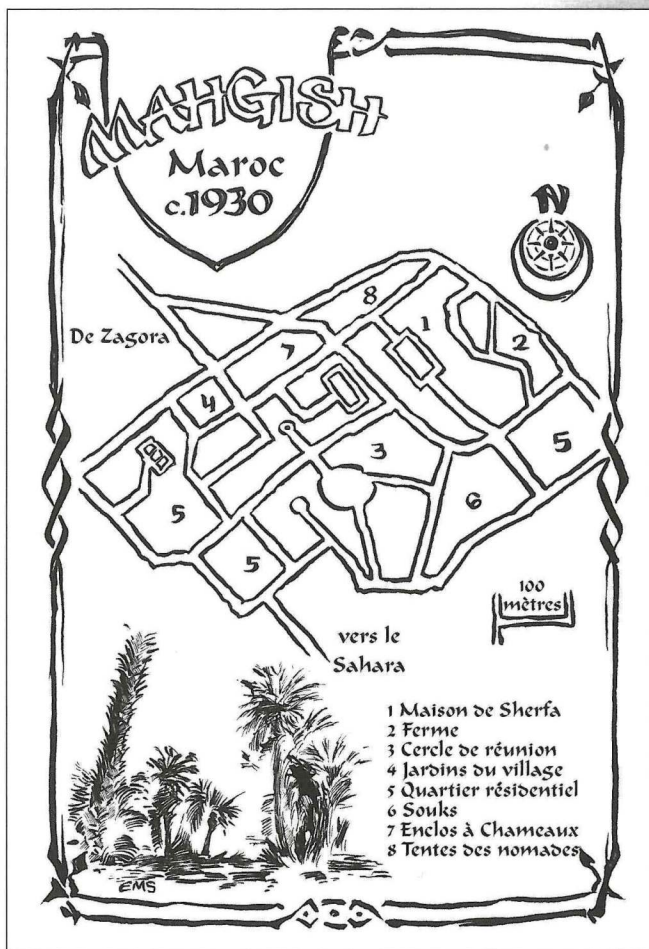 MAHGISH
Maroc
c.1930
N
De Zagora
8
1
2
7
4
3
5
6
5
5
100
mètres
vers le
Sahara
1 Maison de Sherfa
2 Ferme
3 Cercle de réunion
4 Jardins du village
5 Quartier résidentiel
6 Souks
7 Enclos à Chameaux
8 Tentes des nomades
EMS